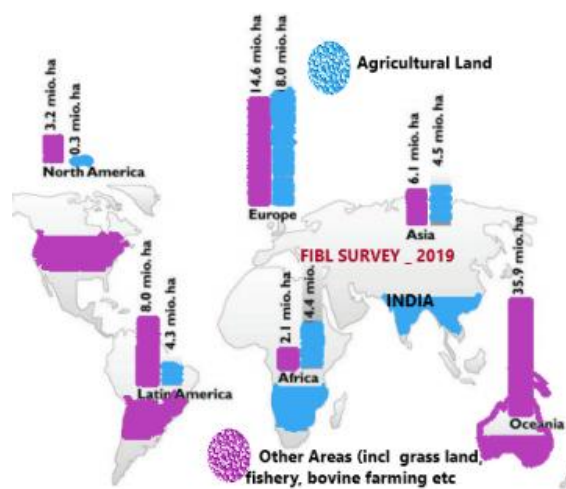 Agricultural Land
14.6 mio. ha
8.0 mio. ha
Europe
3.2 mio. ha
0.3 mio. ha
North America
6.1 mio. ha
4.5 mio. ha
Asia
FIBL SURVEY _ 2019
INDIA
35.9 mio. ha
Oceania
8.0 mio. ha
4.3 mio. ha
Latin America
2.1 mio. ha
4.4 mio. ha
Africa
Other Areas (incl grass land,
fishery, bovine farming etc